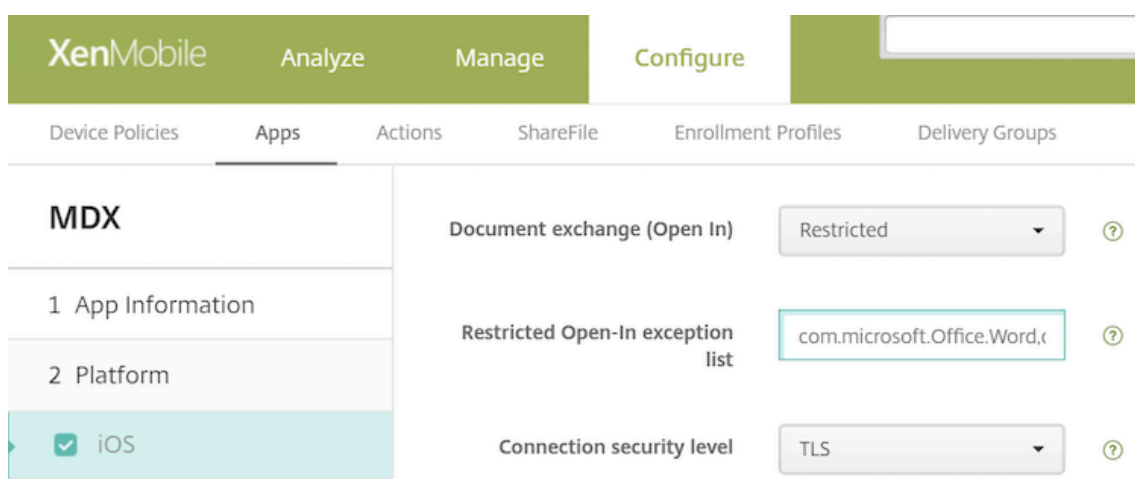 XenMobile Analyze Manage Configure
Device Policies Apps Actions ShareFile Enrollment Profiles Delivery Groups
MDX
1 App Information
2 Platform
iOS
Document exchange (Open In) Restricted ?
Restricted Open-In exception
list
com.microsoft.Office.Word,c ?
Connection security level TLS ?